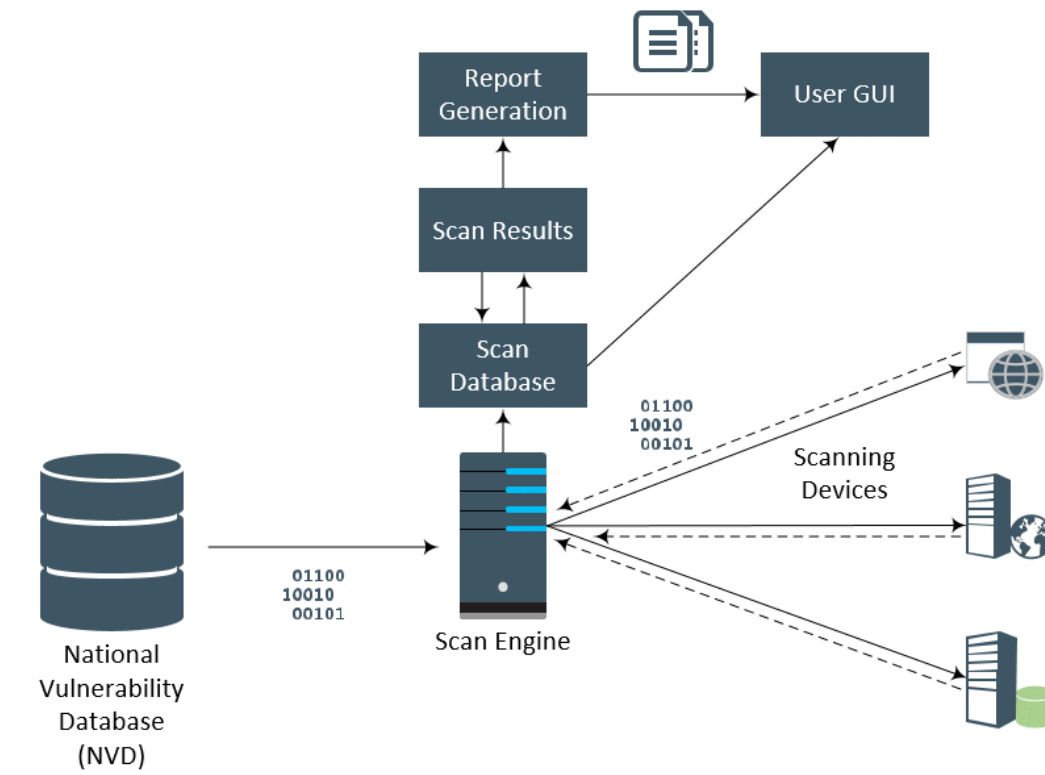 Report
Generation
User GUI
Scan Results
Scan
Database
01100
10010
00101
Scanning
Devices
01100
10010
00101
Scan Engine
National
Vulnerability
Database
(NVD)